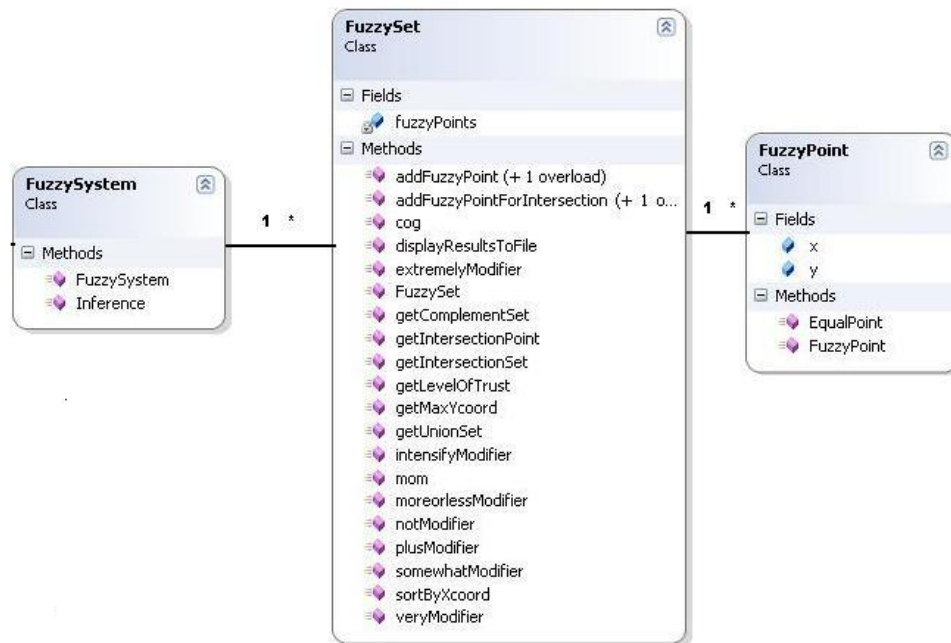 FuzzySystem
Class
Methods
FuzzySystem
Inference
1 *
FuzzySet
Class
Fields
fuzzyPoints
Methods
addFuzzyPoint (+ 1 overload)
addFuzzyPointForIntersection (+ 1 o...
cog
displayResultsToFile
extremelyModifier
FuzzySet
getComplementSet
getIntersectionPoint
getIntersectionSet
getLevelOfTrust
getMaxYcoord
getUnionSet
intensifyModifier
mom
moreorlessModifier
notModifier
plusModifier
somewhatModifier
sortByXcoord
veryModifier
1 *
FuzzyPoint
Class
Fields
x
y
Methods
EqualPoint
FuzzyPoint